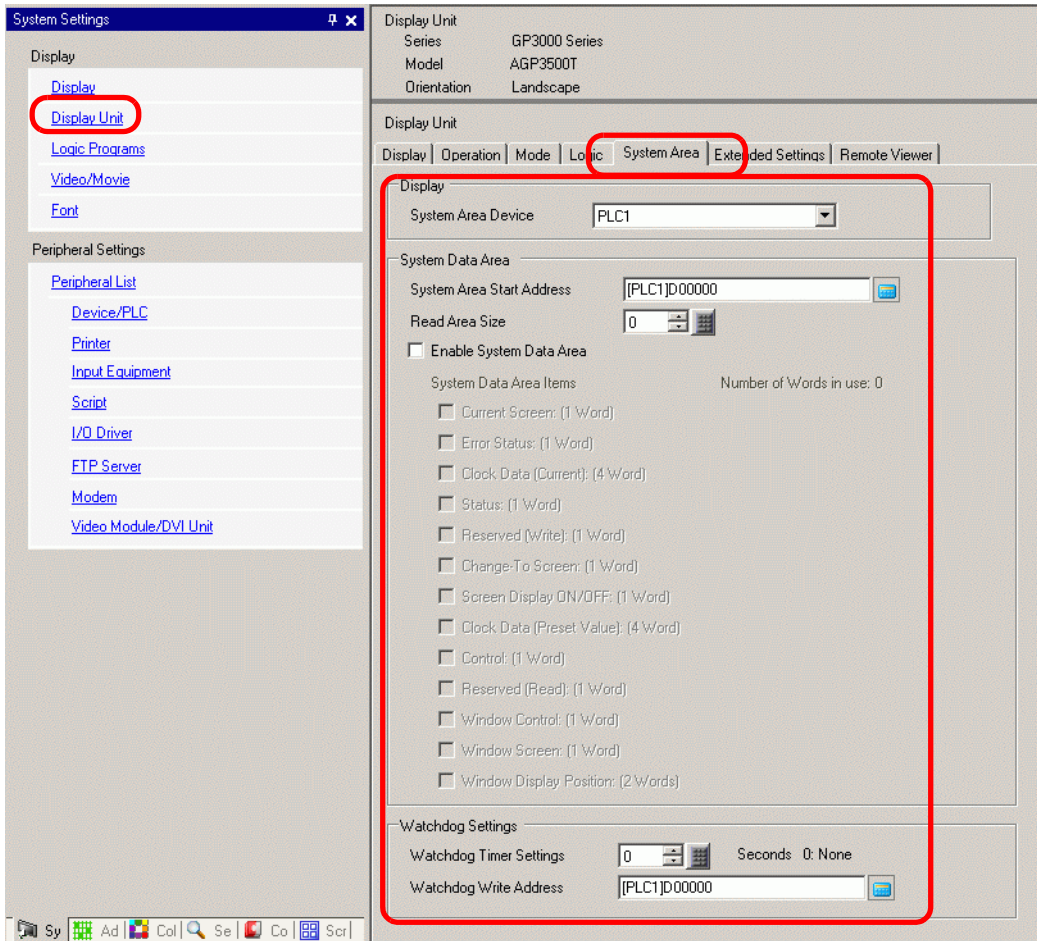 System Settings
Display
Display
Display Unit
Logic Programs
Video/Movie
Font
Peripheral Settings
Peripheral List
Device/PLC
Printer
Input Equipment
Script
I/O Driver
FTP Server
Modem
Video Module/DVI Unit
Sy Ad Col Se Co Scr
Display Unit
Series GP3000 Series
Model AGP3500T
Orientation Landscape
Display Unit
Display Operation Mode Logic System Area Extended Settings Remote Viewer
Display
System Area Device PLC1
System Data Area
System Area Start Address [PLC1]D00000
Read Area Size 0
Enable System Data Area
System Data Area Items Number of Words in use: 0
Current Screen: (1 Word)
Error Status: (1 Word)
Clock Data (Current): (4 Word)
Status: (1 Word)
Reserved (Write): (1 Word)
Change-To Screen: (1 Word)
Screen Display ON/OFF: (1 Word)
Clock Data (Preset Value): (4 Word)
Control: (1 Word)
Reserved (Read): (1 Word)
Window Control: (1 Word)
Window Screen: (1 Word)
Window Display Position: (2 Words)
Watchdog Settings
Watchdog Timer Settings 0 Seconds 0: None
Watchdog Write Address [PLC1]D00000